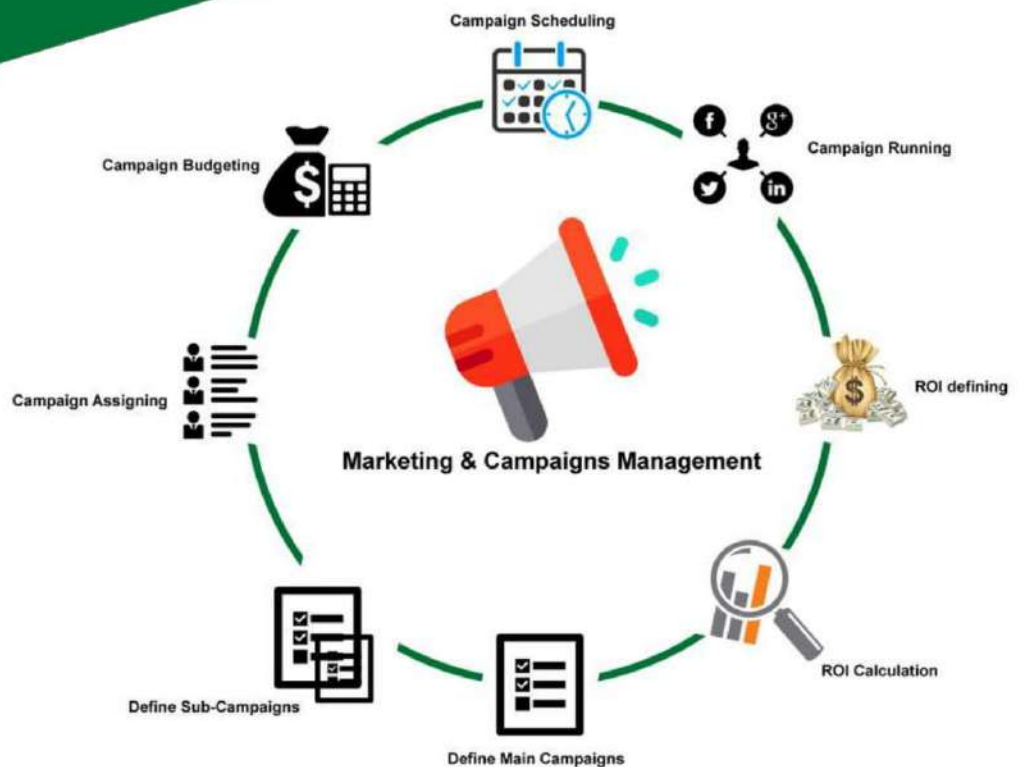 Campaign Scheduling
Campaign Budgeting
Campaign Running
f
g+
in
$
Campaign Assigning
ROI defining
$
Marketing & Campaigns Management
ROI Calculation
Define Sub-Campaigns
Define Main Campaigns